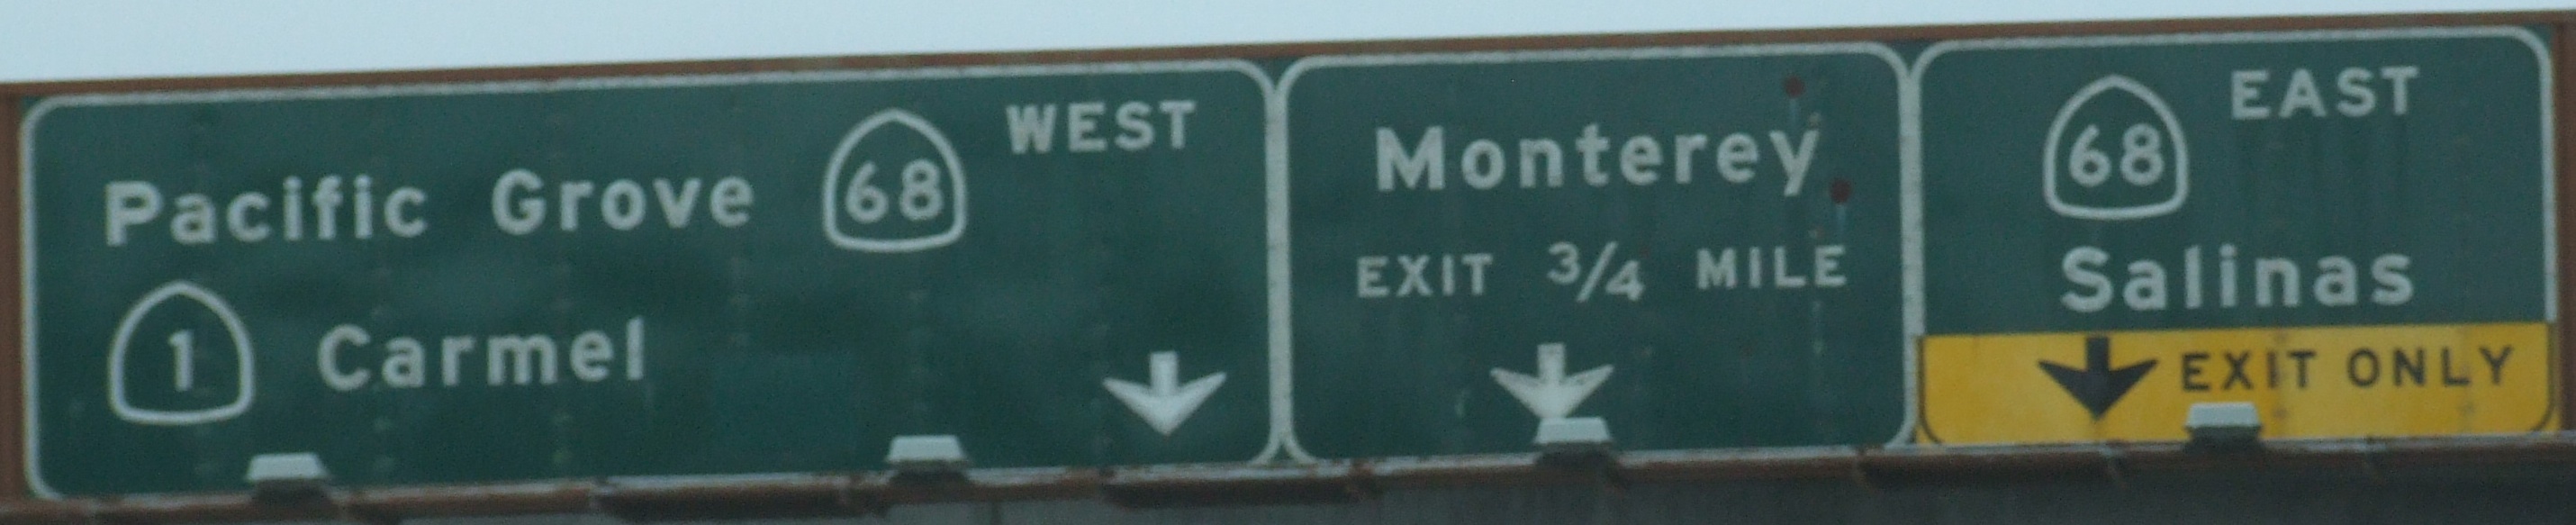 Pacific Grove 68 WEST
1 Carmel
Monterey
EXIT 3/4 MILE
68 EAST
Salinas
EXIT ONLY